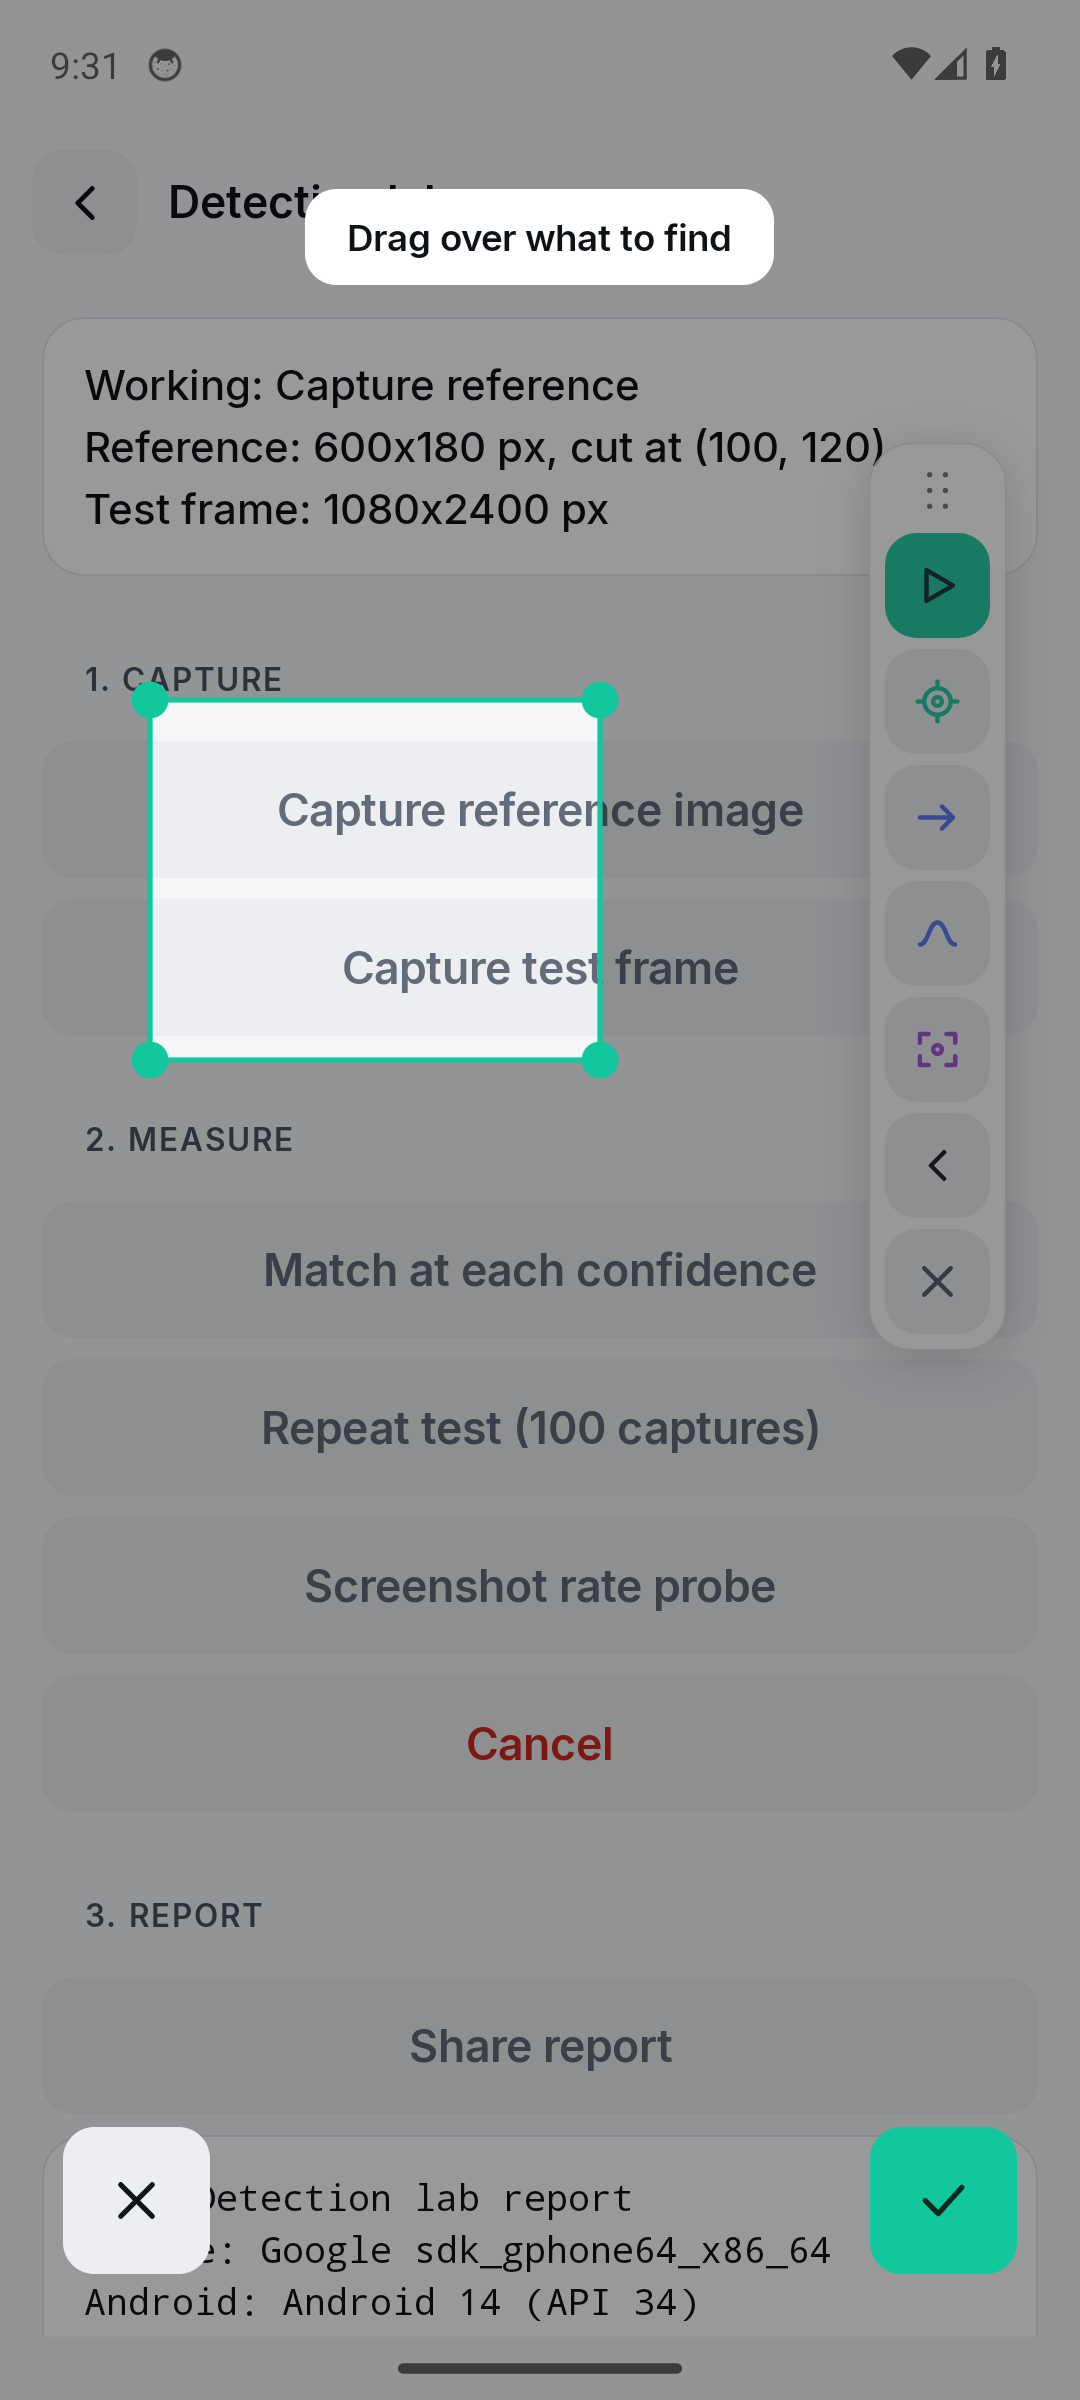 9:31
Drag over what to find
Working: Capture reference
Reference: 600x180 px, cut at (100, 120)
Test frame: 1080x2400 px
1. CAPTURE
Capture reference image
Capture test frame
2. MEASURE
Match at each confidence
Repeat test (100 captures)
Screenshot rate probe
Cancel
3. REPORT
Share report
Detection lab report
Google sdk_gphone64_x86_64
Android: Android 14 (API 34)